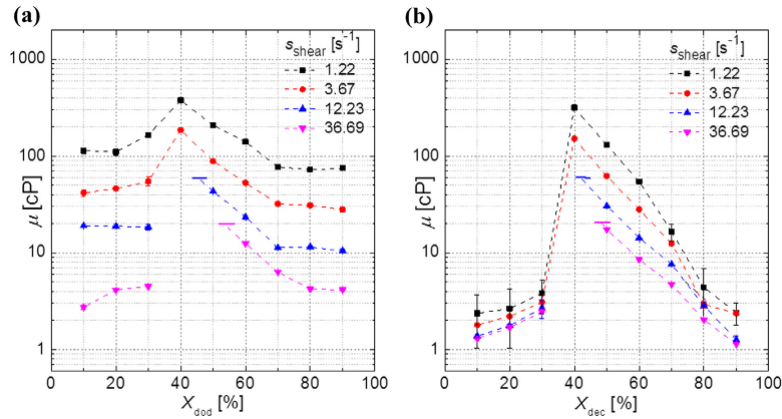 (a)
(b)
s_shear [s⁻¹]
1.22
3.67
12.23
36.69
1000
100
10
1
μ [cP]
0 20 40 60 80 100
X_dod [%]
s_shear [s⁻¹]
1.22
3.67
12.23
36.69
1000
100
10
1
μ [cP]
0 20 40 60 80 100
X_dec [%]